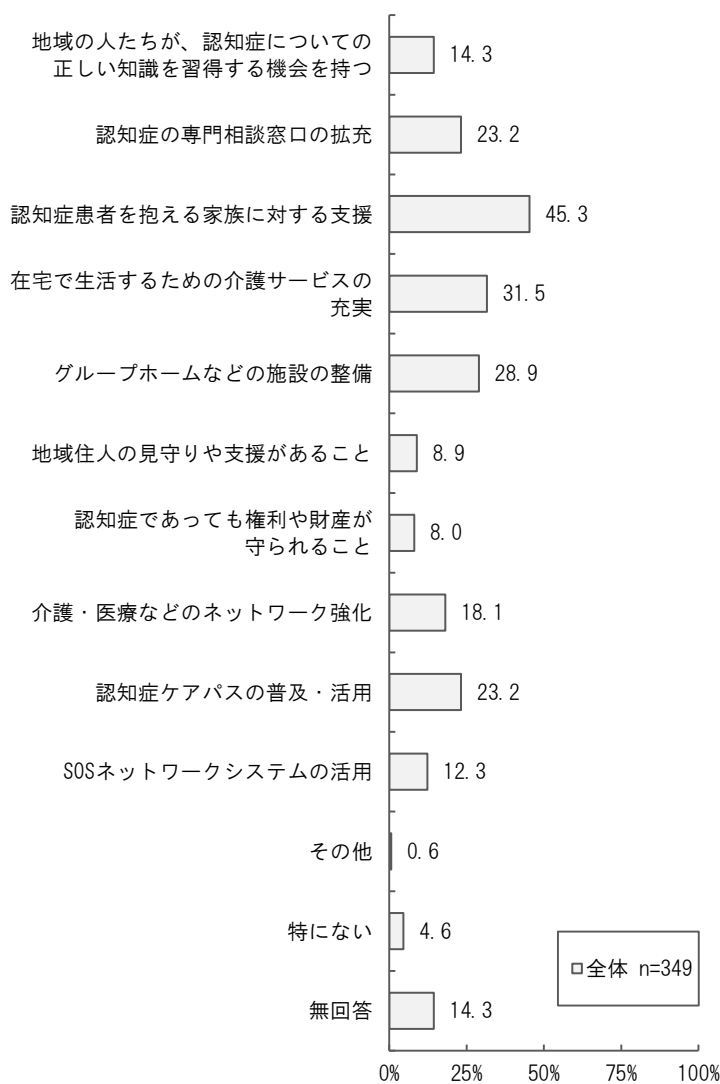 地域の人たちが、認知症についての
正しい知識を習得する機会を持つ
14.3
認知症の専門相談窓口の拡充
23.2
認知症患者を抱える家族に対する支援
45.3
在宅で生活するための介護サービスの
充実
31.5
グループホームなどの施設の整備
28.9
地域住人の見守りや支援があること
8.9
認知症であっても権利や財産が
守られること
8.0
介護・医療などのネットワーク強化
18.1
認知症ケアパスの普及・活用
23.2
SOSネットワークシステムの活用
12.3
その他
0.6
特にない
4.6
無回答
14.3
全体 n=349
0% 25% 50% 75% 100%